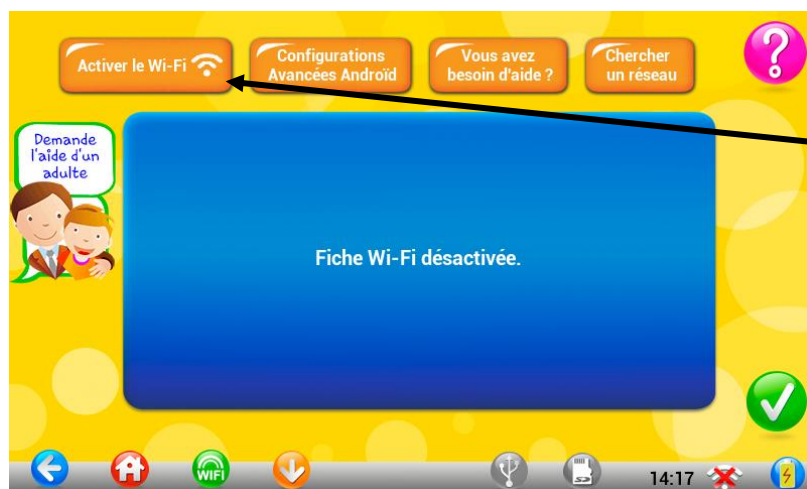 Activer le Wi-Fi
Configurations
Avancées Androïd
Vous avez
besoin d'aide ?
Chercher
un réseau
?
Demande
l'aide d'un
adulte
Fiche Wi-Fi désactivée.
WIFI
14:17